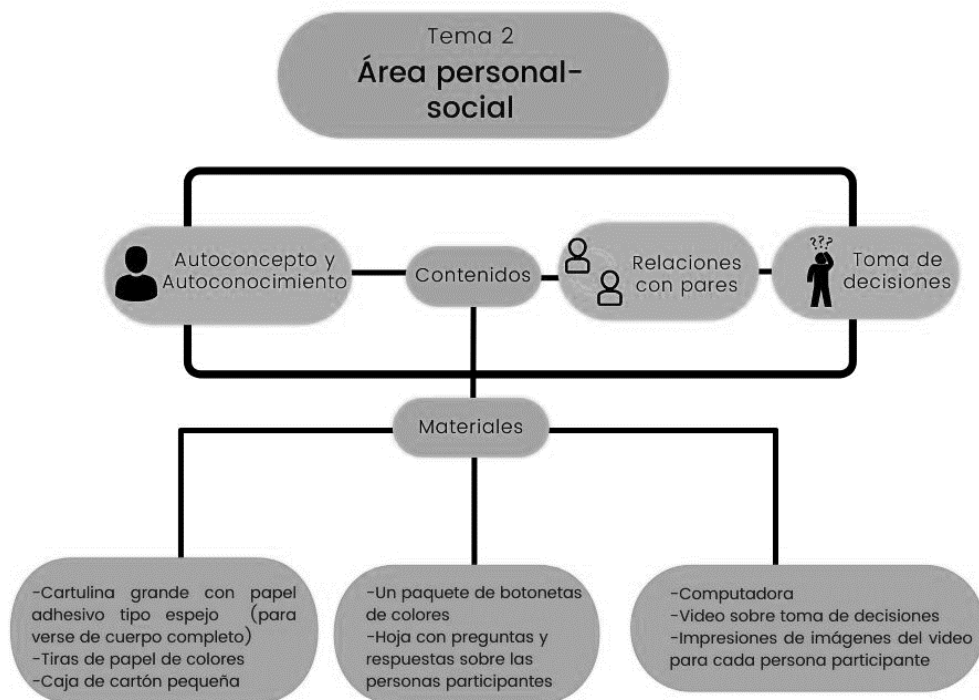 Tema 2
Área personal-
social
Autoconcepto y
Autoconocimiento
Contenidos
Relaciones
con pares
???
Toma de
decisiones
Materiales
-Cartulina grande con papel
adhesivo tipo espejo (para
verse de cuerpo completo)
-Tiras de papel de colores
-Caja de cartón pequeña
-Un paquete de botonetas
de colores
-Hoja con preguntas y
respuestas sobre las
personas participantes
-Computadora
-Video sobre toma de decisiones
-Impresiones de imágenes del video
para cada persona participante